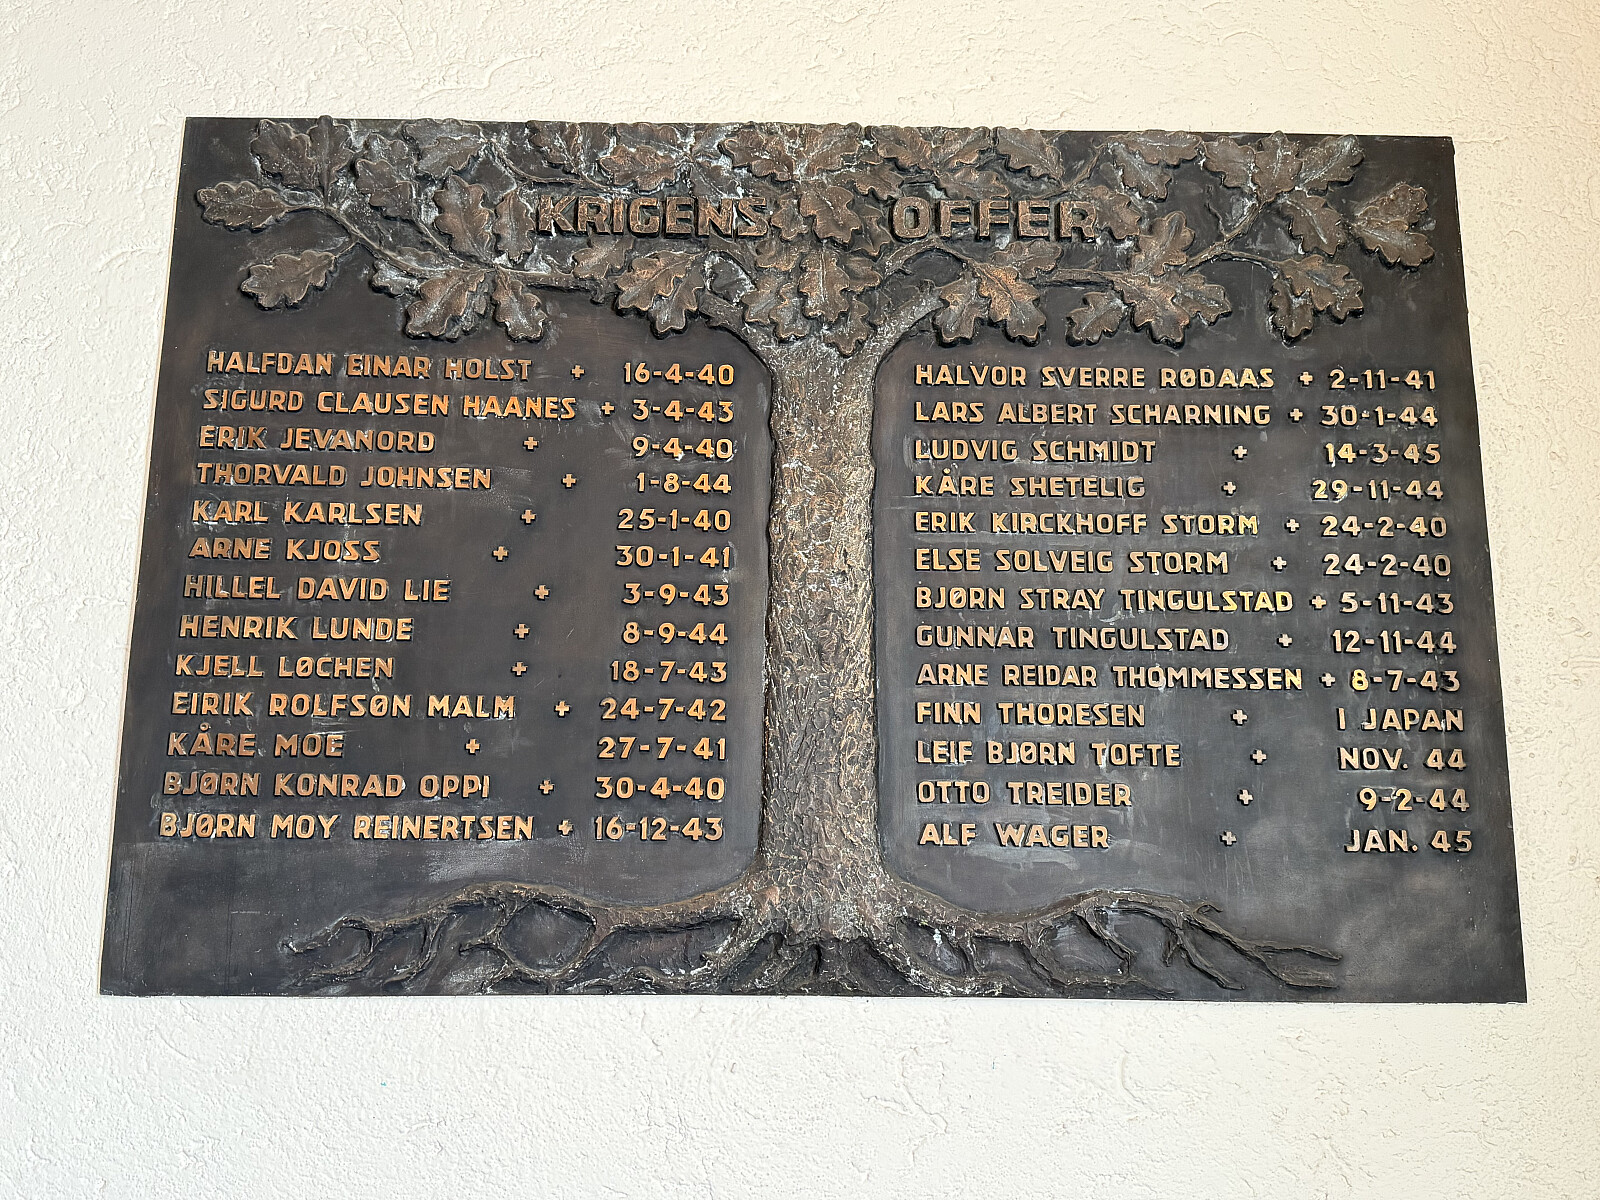 KRIGENS OFFER
HALFDAN EINAR HOLST + 16-4-40
SIGURD CLAUSEN HAANES + 3-4-43
ERIK JEVANORD + 9-4-40
THORVALD JOHNSEN + 1-8-44
KARL KARLSEN + 25-1-40
ARNE KJOSS + 30-1-41
HILLEL DAVID LIE + 3-9-43
HENRIK LUNDE + 8-9-44
KJELL LØCHEN + 18-7-43
EIRIK ROLFSØN MALM + 24-7-42
KÅRE MOE + 27-7-41
BJØRN KONRAD OPPI + 30-4-40
BJØRN MOY REINERTSEN + 16-12-43
HALVOR SVERRE RØDAAS + 2-11-41
LARS ALBERT SCHARNING + 30-1-44
LUDVIG SCHMIDT + 14-3-45
KÅRE SHETELIG + 29-11-44
ERIK KIRCKHOFF STORM + 24-2-40
ELSE SOLVEIG STORM + 24-2-40
BJØRN STRAY TINGULSTAD + 5-11-43
GUNNAR TINGULSTAD + 12-11-44
ARNE REIDAR THOMMESSEN + 8-7-43
FINN THORESEN + I JAPAN
LEIF BJØRN TOFTE + NOV. 44
OTTO TREIDER + 9-2-44
ALF WAGER + JAN. 45